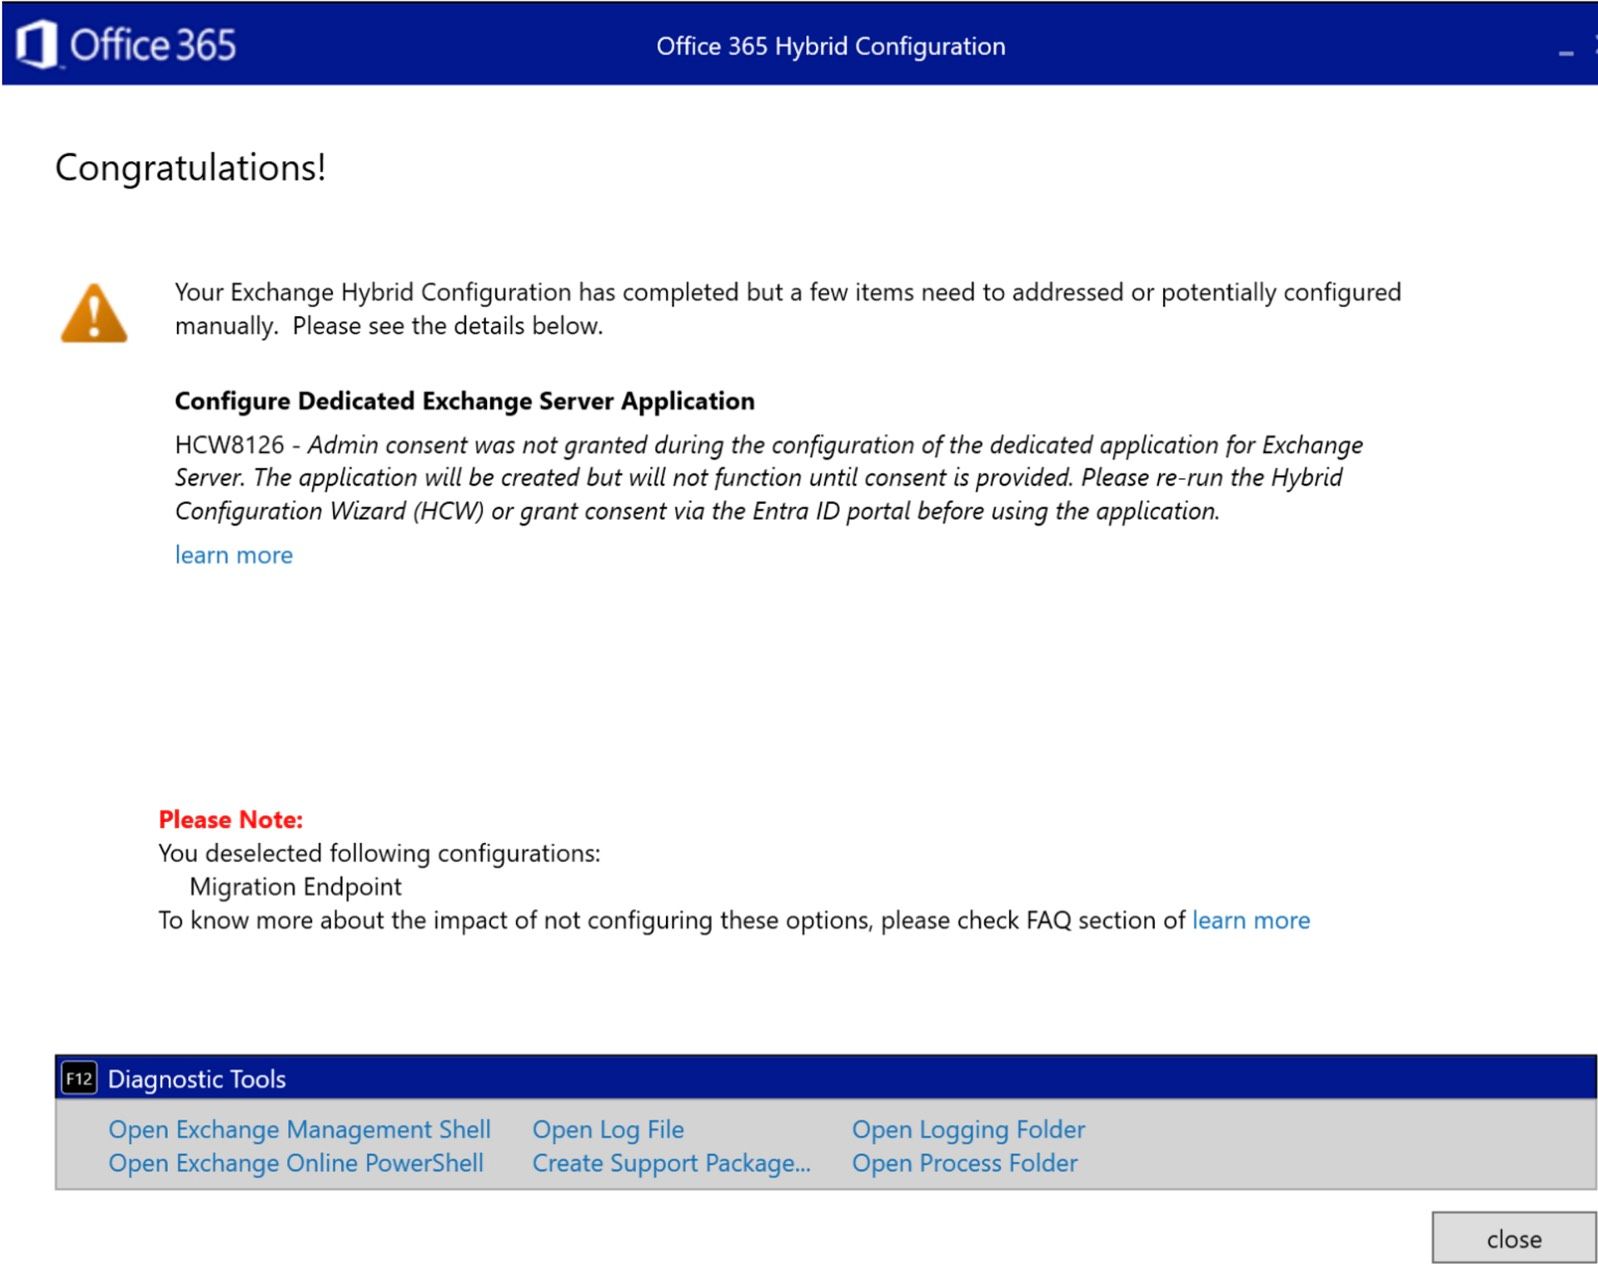 Office 365
Office 365 Hybrid Configuration
Congratulations!
Your Exchange Hybrid Configuration has completed but a few items need to addressed or potentially configured
manually.  Please see the details below.
Configure Dedicated Exchange Server Application
HCW8126 - Admin consent was not granted during the configuration of the dedicated application for Exchange
Server. The application will be created but will not function until consent is provided. Please re-run the Hybrid
Configuration Wizard (HCW) or grant consent via the Entra ID portal before using the application.
learn more
Please Note:
You deselected following configurations:
Migration Endpoint
To know more about the impact of not configuring these options, please check FAQ section of learn more
F12 Diagnostic Tools
Open Exchange Management Shell Open Log File Open Logging Folder
Open Exchange Online PowerShell Create Support Package... Open Process Folder
close